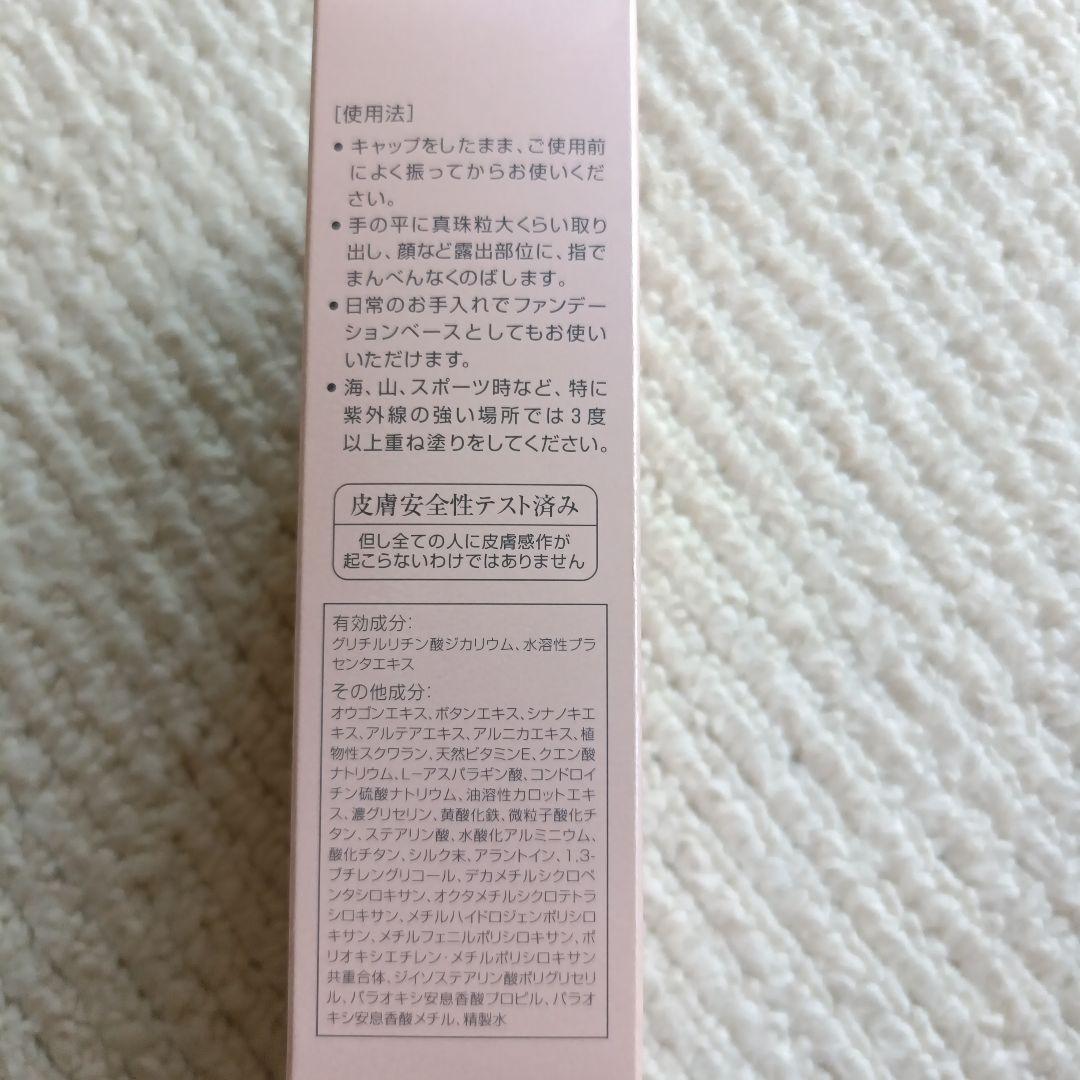 [使用法]
● キャップをしたまま、ご使用前
によく振ってからお使いくだ
さい。
● 手の平に真珠粒大くらい取り
出し、顔など露出部位に、指で
まんべんなくのばします。
● 日常のお手入れでファンデー
ションベースとしてもお使い
いただけます。
● 海、山、スポーツ時など、特に
紫外線の強い場所では3度
以上重ね塗りをしてください。
皮膚安全性テスト済み
但し全ての人に皮膚感作が
起こらないわけではありません
有効成分:
グリチルリチン酸ジカリウム、水溶性プラ
センタエキス
その他成分:
オウゴンエキス、ボタンエキス、シナノキエ
キス、アルテアエキス、アルニカエキス、植
物性スクワラン、天然ビタミンE、クエン酸
ナトリウム、L-アスパラギン酸、コンドロイ
チン硫酸ナトリウム、油溶性カロットエキ
ス、濃グリセリン、黄酸化鉄、微粒子酸化チ
タン、ステアリン酸、水酸化アルミニウム、
酸化チタン、シルク末、アラントイン、1,3-
ブチレングリコール、デカメチルシクロペ
ンタシロキサン、オクタメチルシクロテトラ
シロキサン、メチルハイドロジェンポリシロ
キサン、メチルフェニルポリシロキサン、ポ
リオキシエチレン・メチルポリシロキサン
共重合体、ジイソステアリン酸ポリグリセリ
ル、パラオキシ安息香酸プロピル、パラオ
キシ安息香酸メチル、精製水